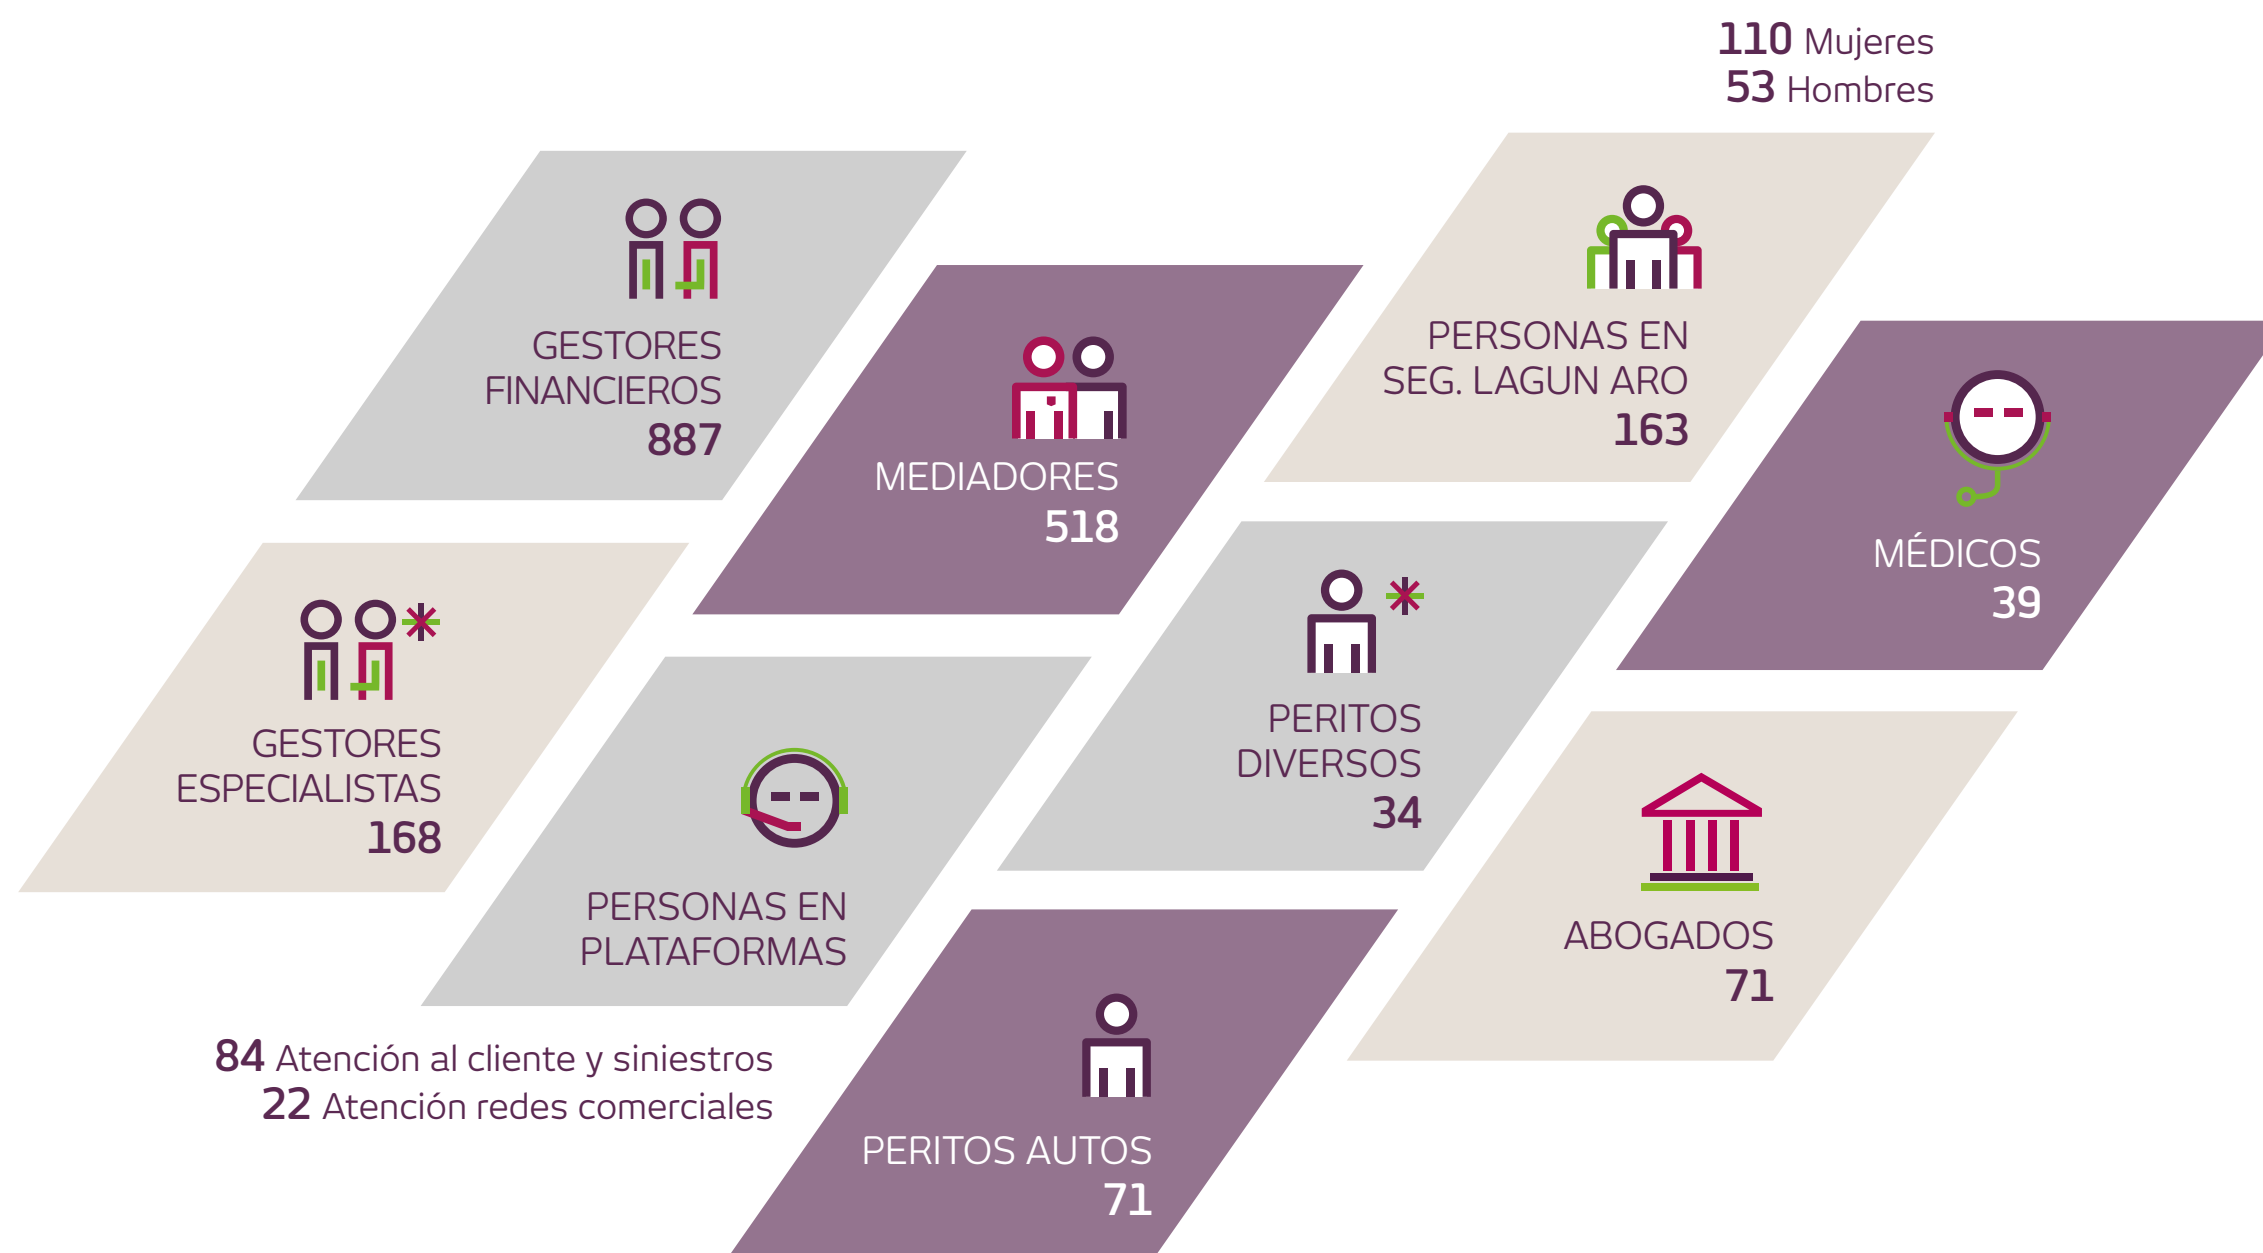 110 Mujeres
53 Hombres
GESTORES
FINANCIEROS
887
MEDIADORES
518
PERSONAS EN
SEG. LAGUN ARO
163
MÉDICOS
39
GESTORES
ESPECIALISTAS
168
PERSONAS EN
PLATAFORMAS
84 Atención al cliente y siniestros
22 Atención redes comerciales
PERITOS
DIVERSOS
34
ABOGADOS
71
PERITOS AUTOS
71